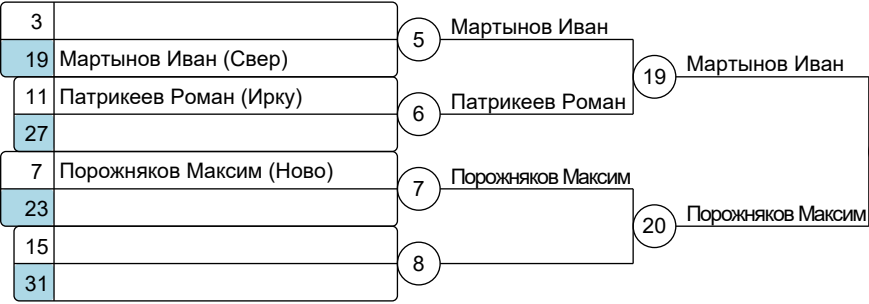 3
19 Мартынов Иван (Свер)
5
Мартынов Иван
11 Патрикеев Роман (Ирку)
27
6
Патрикеев Роман
19
Мартынов Иван
7 Порожняков Максим (Ново)
23
7
Порожняков Максим
15
31
8
20
Порожняков Максим